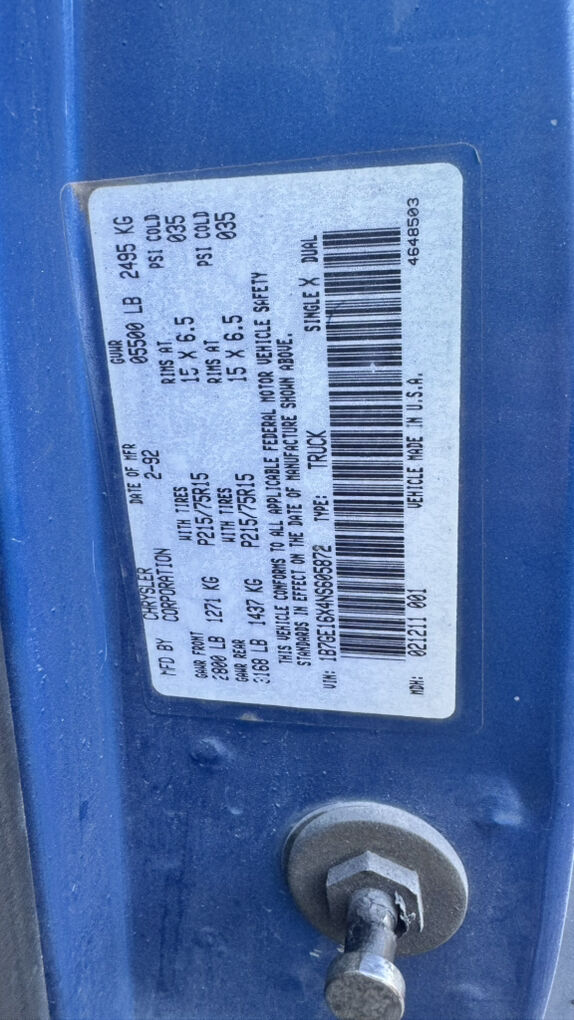 MFD BY CHRYSLER CORPORATION DATE OF MFR 2-92 GVWR 05500 LB 2495 KG
GAWR FRONT WITH TIRES RIMS AT PSI COLD
2800 LB 1271 KG P215/75R15 15 X 6.5 035
GAWR REAR WITH TIRES RIMS AT PSI COLD
3168 LB 1437 KG P215/75R15 15 X 6.5 035
THIS VEHICLE CONFORMS TO ALL APPLICABLE FEDERAL MOTOR VEHICLE SAFETY
STANDARDS IN EFFECT ON THE DATE OF MANUFACTURE SHOWN ABOVE.
VIN: 1B7GE16X4NS605872 TYPE: TRUCK SINGLE X DUAL
MDH: 021211 001 VEHICLE MADE IN U.S.A. 4648503